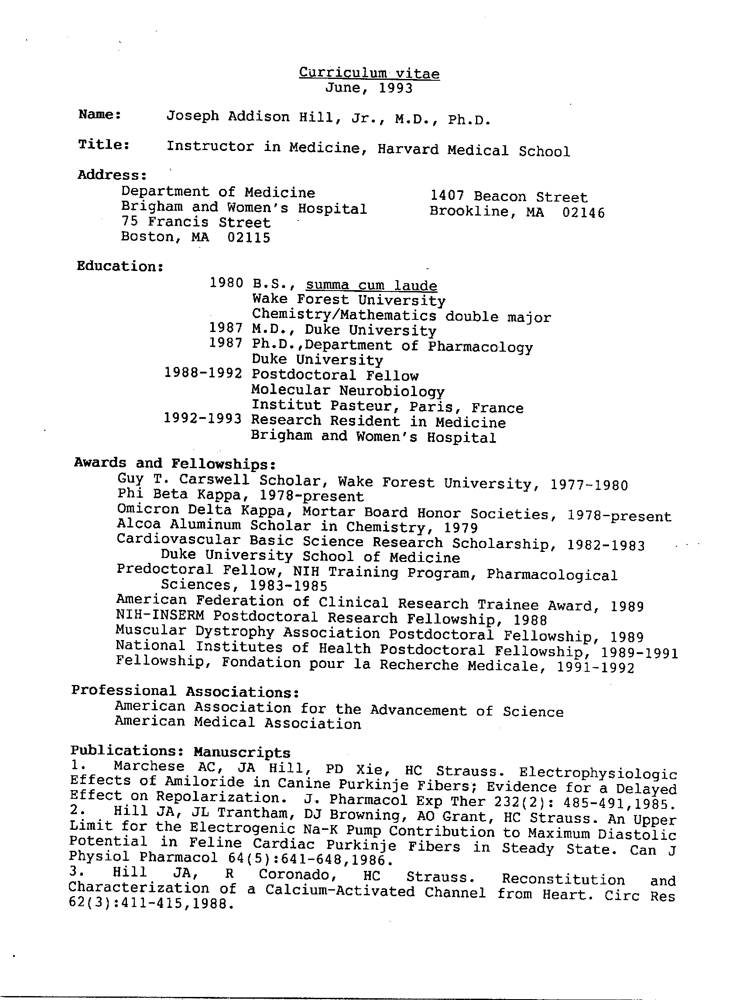 Curriculum vitae
June, 1993
Name: Joseph Addison Hill, Jr., M.D., Ph.D.
Title: Instructor in Medicine, Harvard Medical School
Address:
Department of Medicine 1407 Beacon Street
Brigham and Women's Hospital Brookline, MA 02146
75 Francis Street
Boston, MA 02115
Education:
1980 B.S., summa cum laude
Wake Forest University
Chemistry/Mathematics double major
1987 M.D., Duke University
1987 Ph.D.,Department of Pharmacology
Duke University
1988-1992 Postdoctoral Fellow
Molecular Neurobiology
Institut Pasteur, Paris, France
1992-1993 Research Resident in Medicine
Brigham and Women's Hospital
Awards and Fellowships:
Guy T. Carswell Scholar, Wake Forest University, 1977-1980
Phi Beta Kappa, 1978-present
Omicron Delta Kappa, Mortar Board Honor Societies, 1978-present
Alcoa Aluminum Scholar in Chemistry, 1979
Cardiovascular Basic Science Research Scholarship, 1982-1983
Duke University School of Medicine
Predoctoral Fellow, NIH Training Program, Pharmacological
Sciences, 1983-1985
American Federation of Clinical Research Trainee Award, 1989
NIH-INSERM Postdoctoral Research Fellowship, 1988
Muscular Dystrophy Association Postdoctoral Fellowship, 1989
National Institutes of Health Postdoctoral Fellowship, 1989-1991
Fellowship, Fondation pour la Recherche Medicale, 1991-1992
Professional Associations:
American Association for the Advancement of Science
American Medical Association
Publications: Manuscripts
1. Marchese AC, JA Hill, PD Xie, HC Strauss. Electrophysiologic
Effects of Amiloride in Canine Purkinje Fibers; Evidence for a Delayed
Effect on Repolarization. J. Pharmacol Exp Ther 232(2): 485-491,1985.
2. Hill JA, JL Trantham, DJ Browning, AO Grant, HC Strauss. An Upper
Limit for the Electrogenic Na-K Pump Contribution to Maximum Diastolic
Potential in Feline Cardiac Purkinje Fibers in Steady State. Can J
Physiol Pharmacol 64(5):641-648,1986.
3. Hill JA, R Coronado, HC Strauss. Reconstitution and
Characterization of a Calcium-Activated Channel from Heart. Circ Res
62(3):411-415,1988.